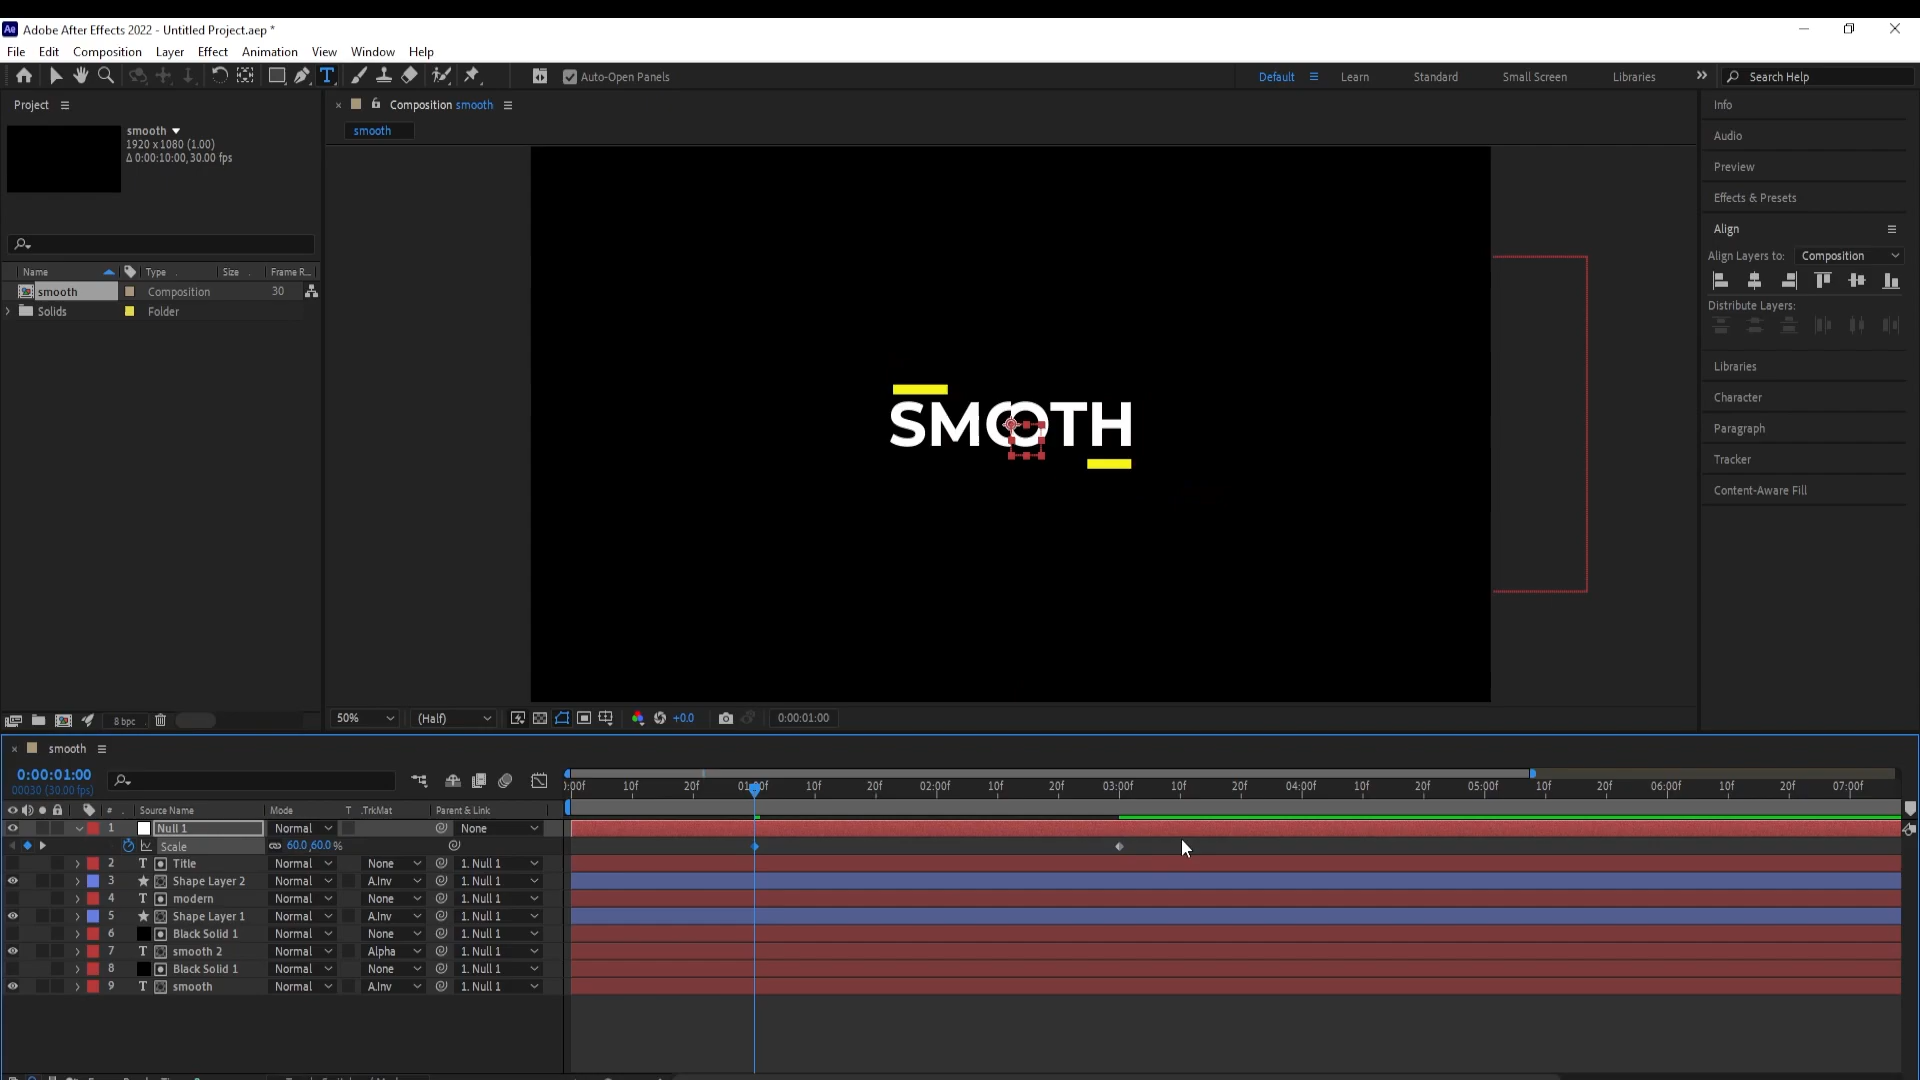 Ae Adobe After Effects 2022 - Untitled Project.aep *
File Edit Composition Layer Effect Animation View Window Help
Auto-Open Panels
Default Learn Standard Small Screen Libraries Search Help
Project
Composition smooth
smooth
smooth
1920 x 1080 (1.00)
Δ 0:00:10:00, 30.00 fps
Name Type Size Frame R...
smooth Composition 30
Solids Folder
SMOOTH
Info
Audio
Preview
Effects & Presets
Align
Align Layers to: Composition
Distribute Layers:
Libraries
Character
Paragraph
Tracker
Content-Aware Fill
8 bpc
50% (Half) +0.0 0:00:01:00
smooth
0:00:01:00
00030 (30.00 fps)
:00f 10f 20f 01:00f 10f 20f 02:00f 10f 20f 03:00f 10f 20f 04:00f 10f 20f 05:00f 10f 20f 06:00f 10f 20f 07:00f
# Source Name Mode T .TrkMat Parent & Link
1 Null 1 Normal None
Scale 60.0,60.0 %
2 T Title Normal None 1. Null 1
3 Shape Layer 2 Normal A.Inv 1. Null 1
4 T modern Normal None 1. Null 1
5 Shape Layer 1 Normal A.Inv 1. Null 1
6 Black Solid 1 Normal None 1. Null 1
7 T smooth 2 Normal Alpha 1. Null 1
8 Black Solid 1 Normal None 1. Null 1
9 T smooth Normal A.Inv 1. Null 1